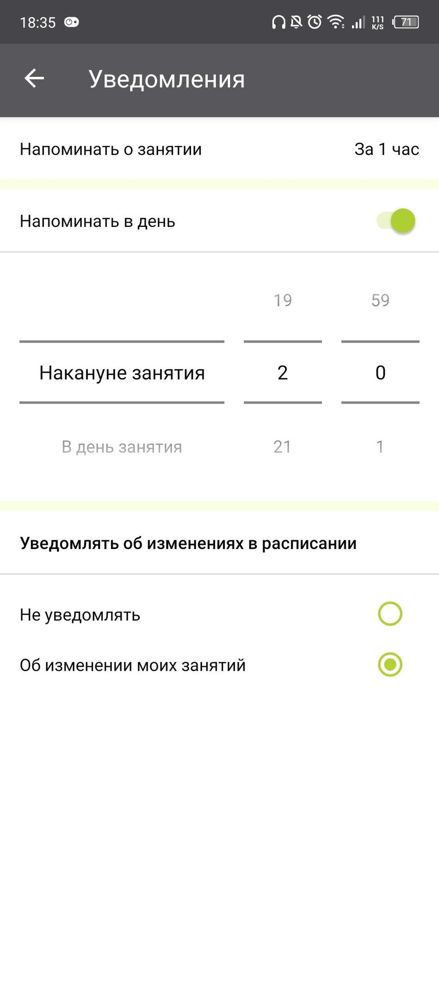 18:35
111
K/S
71
Уведомления
Напоминать о занятии
За 1 час
Напоминать в день
19 59
Накануне занятия 2 0
В день занятия 21 1
Уведомлять об изменениях в расписании
Не уведомлять
Об изменении моих занятий